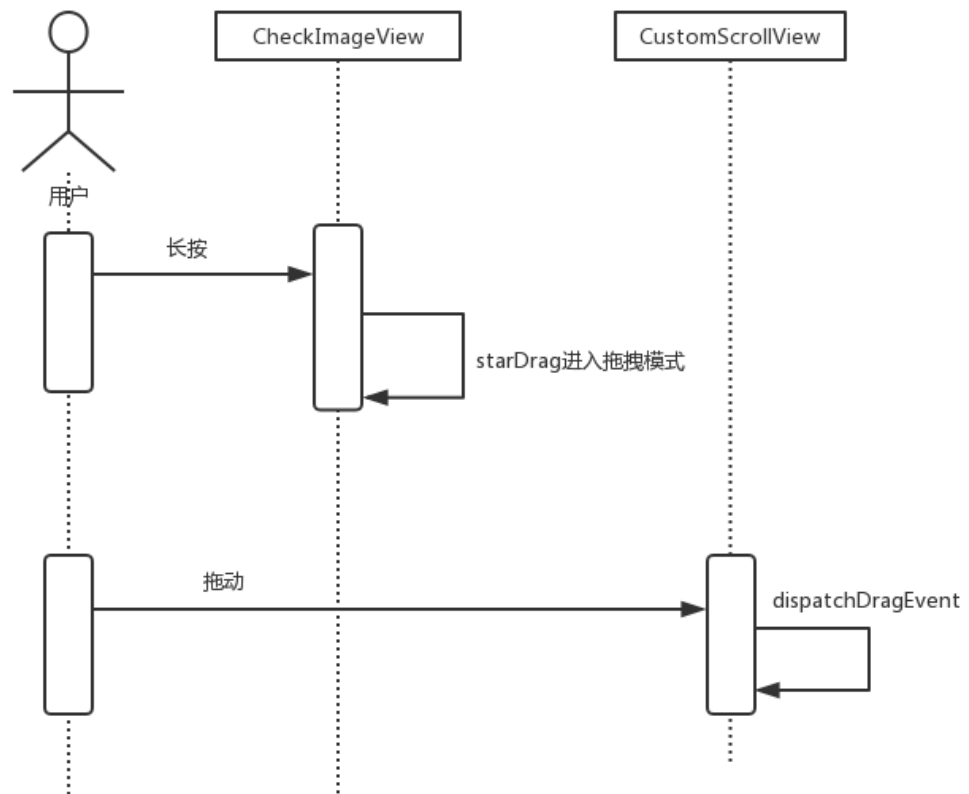 CheckImageView
CustomScrollView
用户
长按
starDrag进入拖拽模式
拖动
dispatchDragEvent